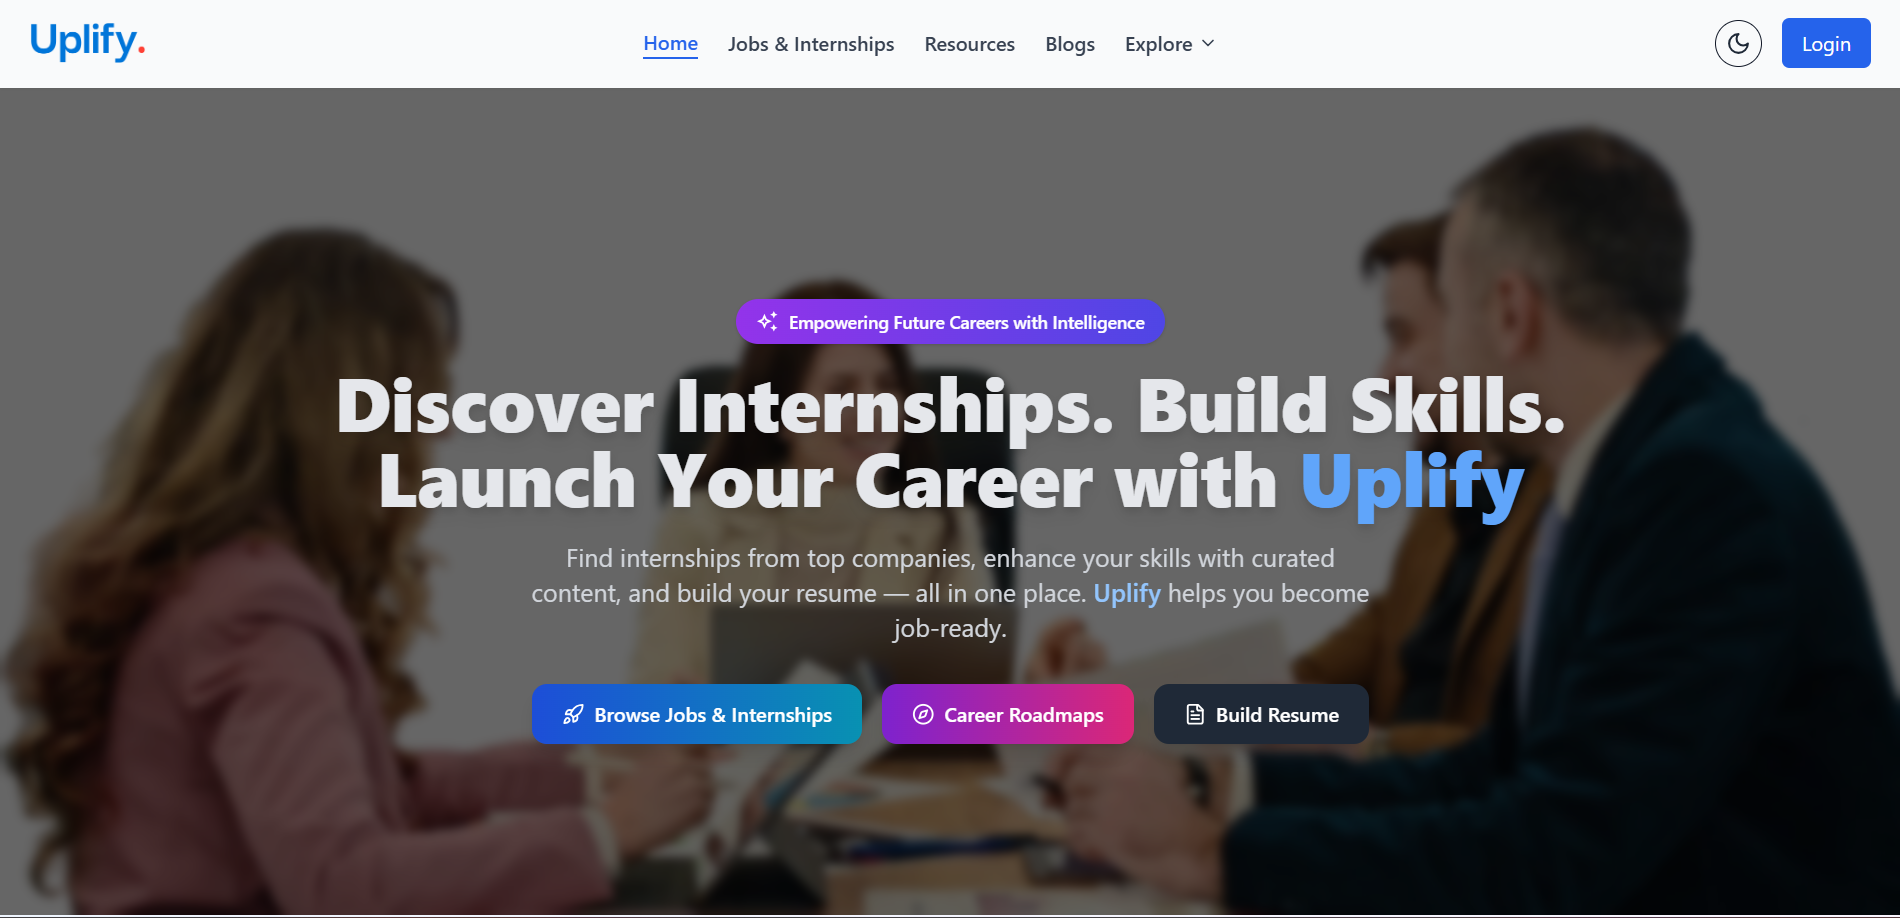 Uplify.
Home
Jobs & Internships
Resources
Blogs
Explore
Login
Empowering Future Careers with Intelligence
Discover Internships. Build Skills.
Launch Your Career with Uplify
Find internships from top companies, enhance your skills with curated
content, and build your resume — all in one place. Uplify helps you become
job-ready.
Browse Jobs & Internships
Career Roadmaps
Build Resume